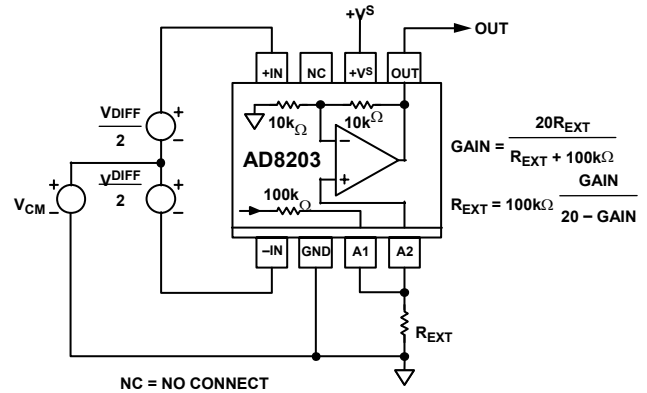 +VS
OUT
+IN NC +VS OUT
VDIFF
2
10kΩ 10kΩ
−
+
AD8203
100kΩ
VDIFF
2
VCM
+
−
+
−
+
−
−IN GND A1 A2
REXT
GAIN = 20REXT / REXT + 100kΩ
REXT = 100kΩ GAIN / 20 − GAIN
NC = NO CONNECT